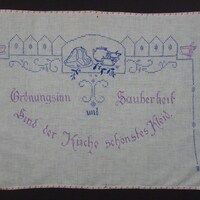 Ordnungsinn und Sauberkeit
Sind der Küche schönstes Kleid.